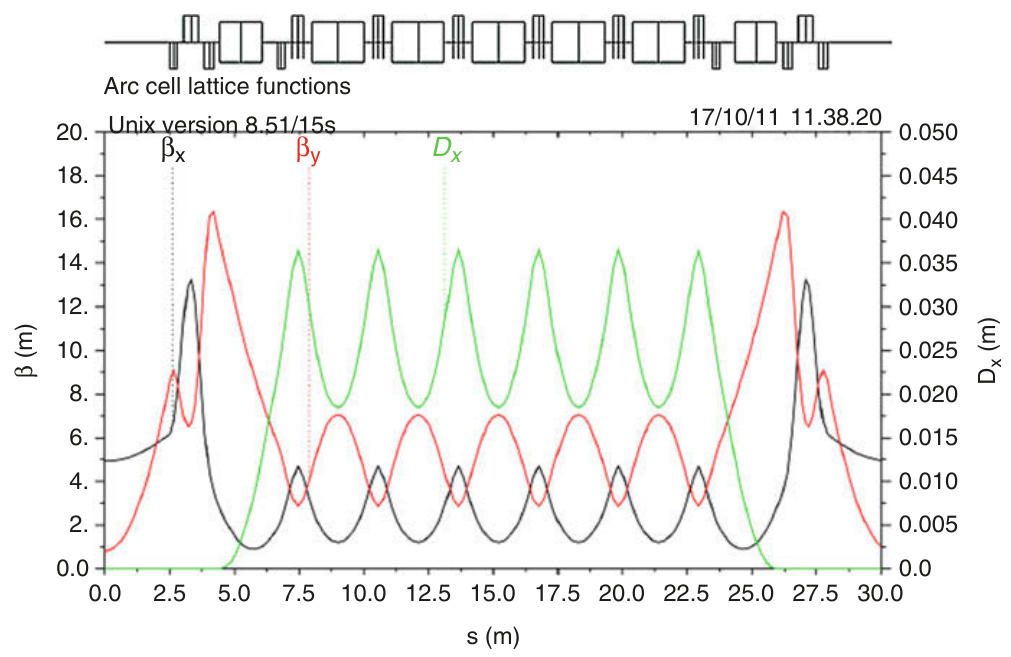 Arc cell lattice functions
Unix version 8.51/15s
17/10/11 11.38.20
βx
βy
Dx
20.
18.
16.
14.
12.
10.
8.
6.
4.
2.
0.0
β (m)
0.050
0.045
0.040
0.035
0.030
0.025
0.020
0.015
0.010
0.005
0.0
Dx (m)
0.0 2.5 5.0 7.5 10.0 12.5 15.0 17.5 20.0 22.5 25.0 27.5 30.0
s (m)